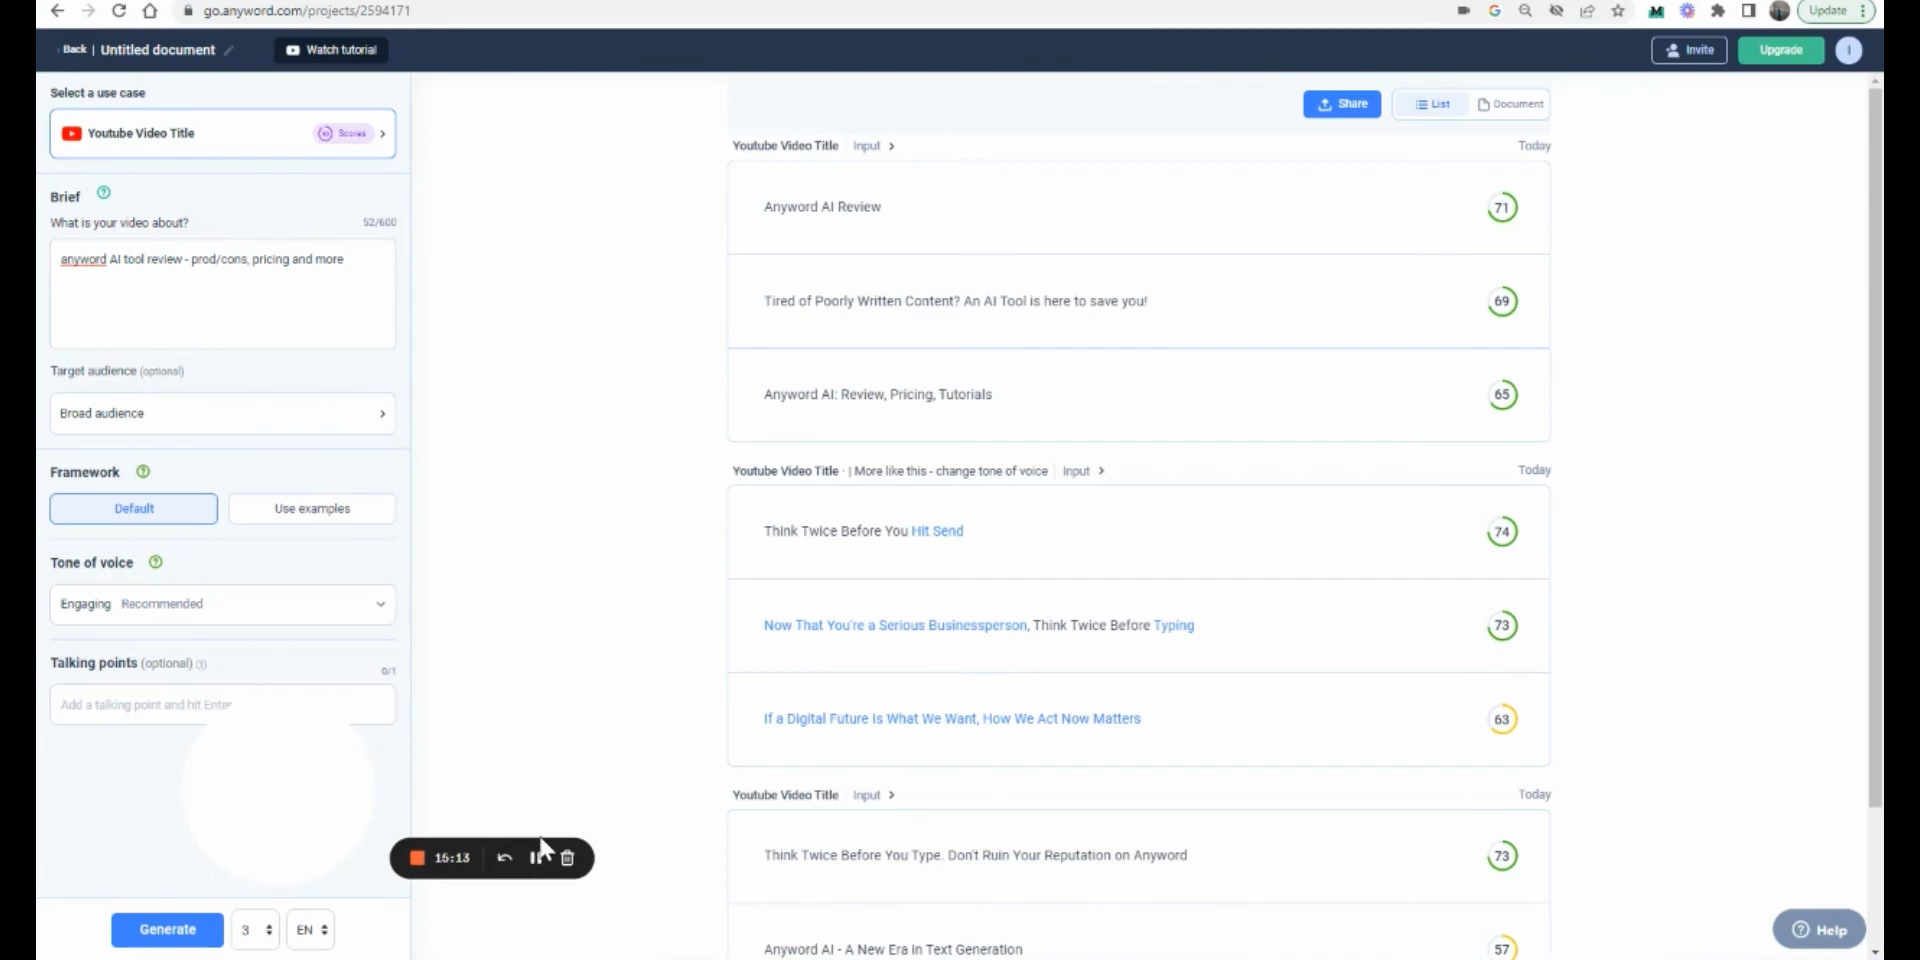 go.anyword.com/projects/2594171
Update
Back | Untitled document
Watch tutorial
Invite
Upgrade
I
Select a use case
Youtube Video Title
Scores
Brief
What is your video about?
52/600
anyword AI tool review - prod/cons, pricing and more
Target audience (optional)
Broad audience
Framework
Default
Use examples
Tone of voice
Engaging Recommended
Talking points (optional)
0/1
Add a talking point and hit Enter
15:13
Generate
3
EN
Share
List
Document
Youtube Video Title Input
Today
Anyword AI Review
71
Tired of Poorly Written Content? An AI Tool is here to save you!
69
Anyword AI: Review, Pricing, Tutorials
65
Youtube Video Title · | More like this - change tone of voice Input
Today
Think Twice Before You Hit Send
74
Now That You're a Serious Businessperson, Think Twice Before Typing
73
If a Digital Future Is What We Want, How We Act Now Matters
63
Youtube Video Title Input
Today
Think Twice Before You Type. Don't Ruin Your Reputation on Anyword
73
Anyword AI - A New Era in Text Generation
57
Help